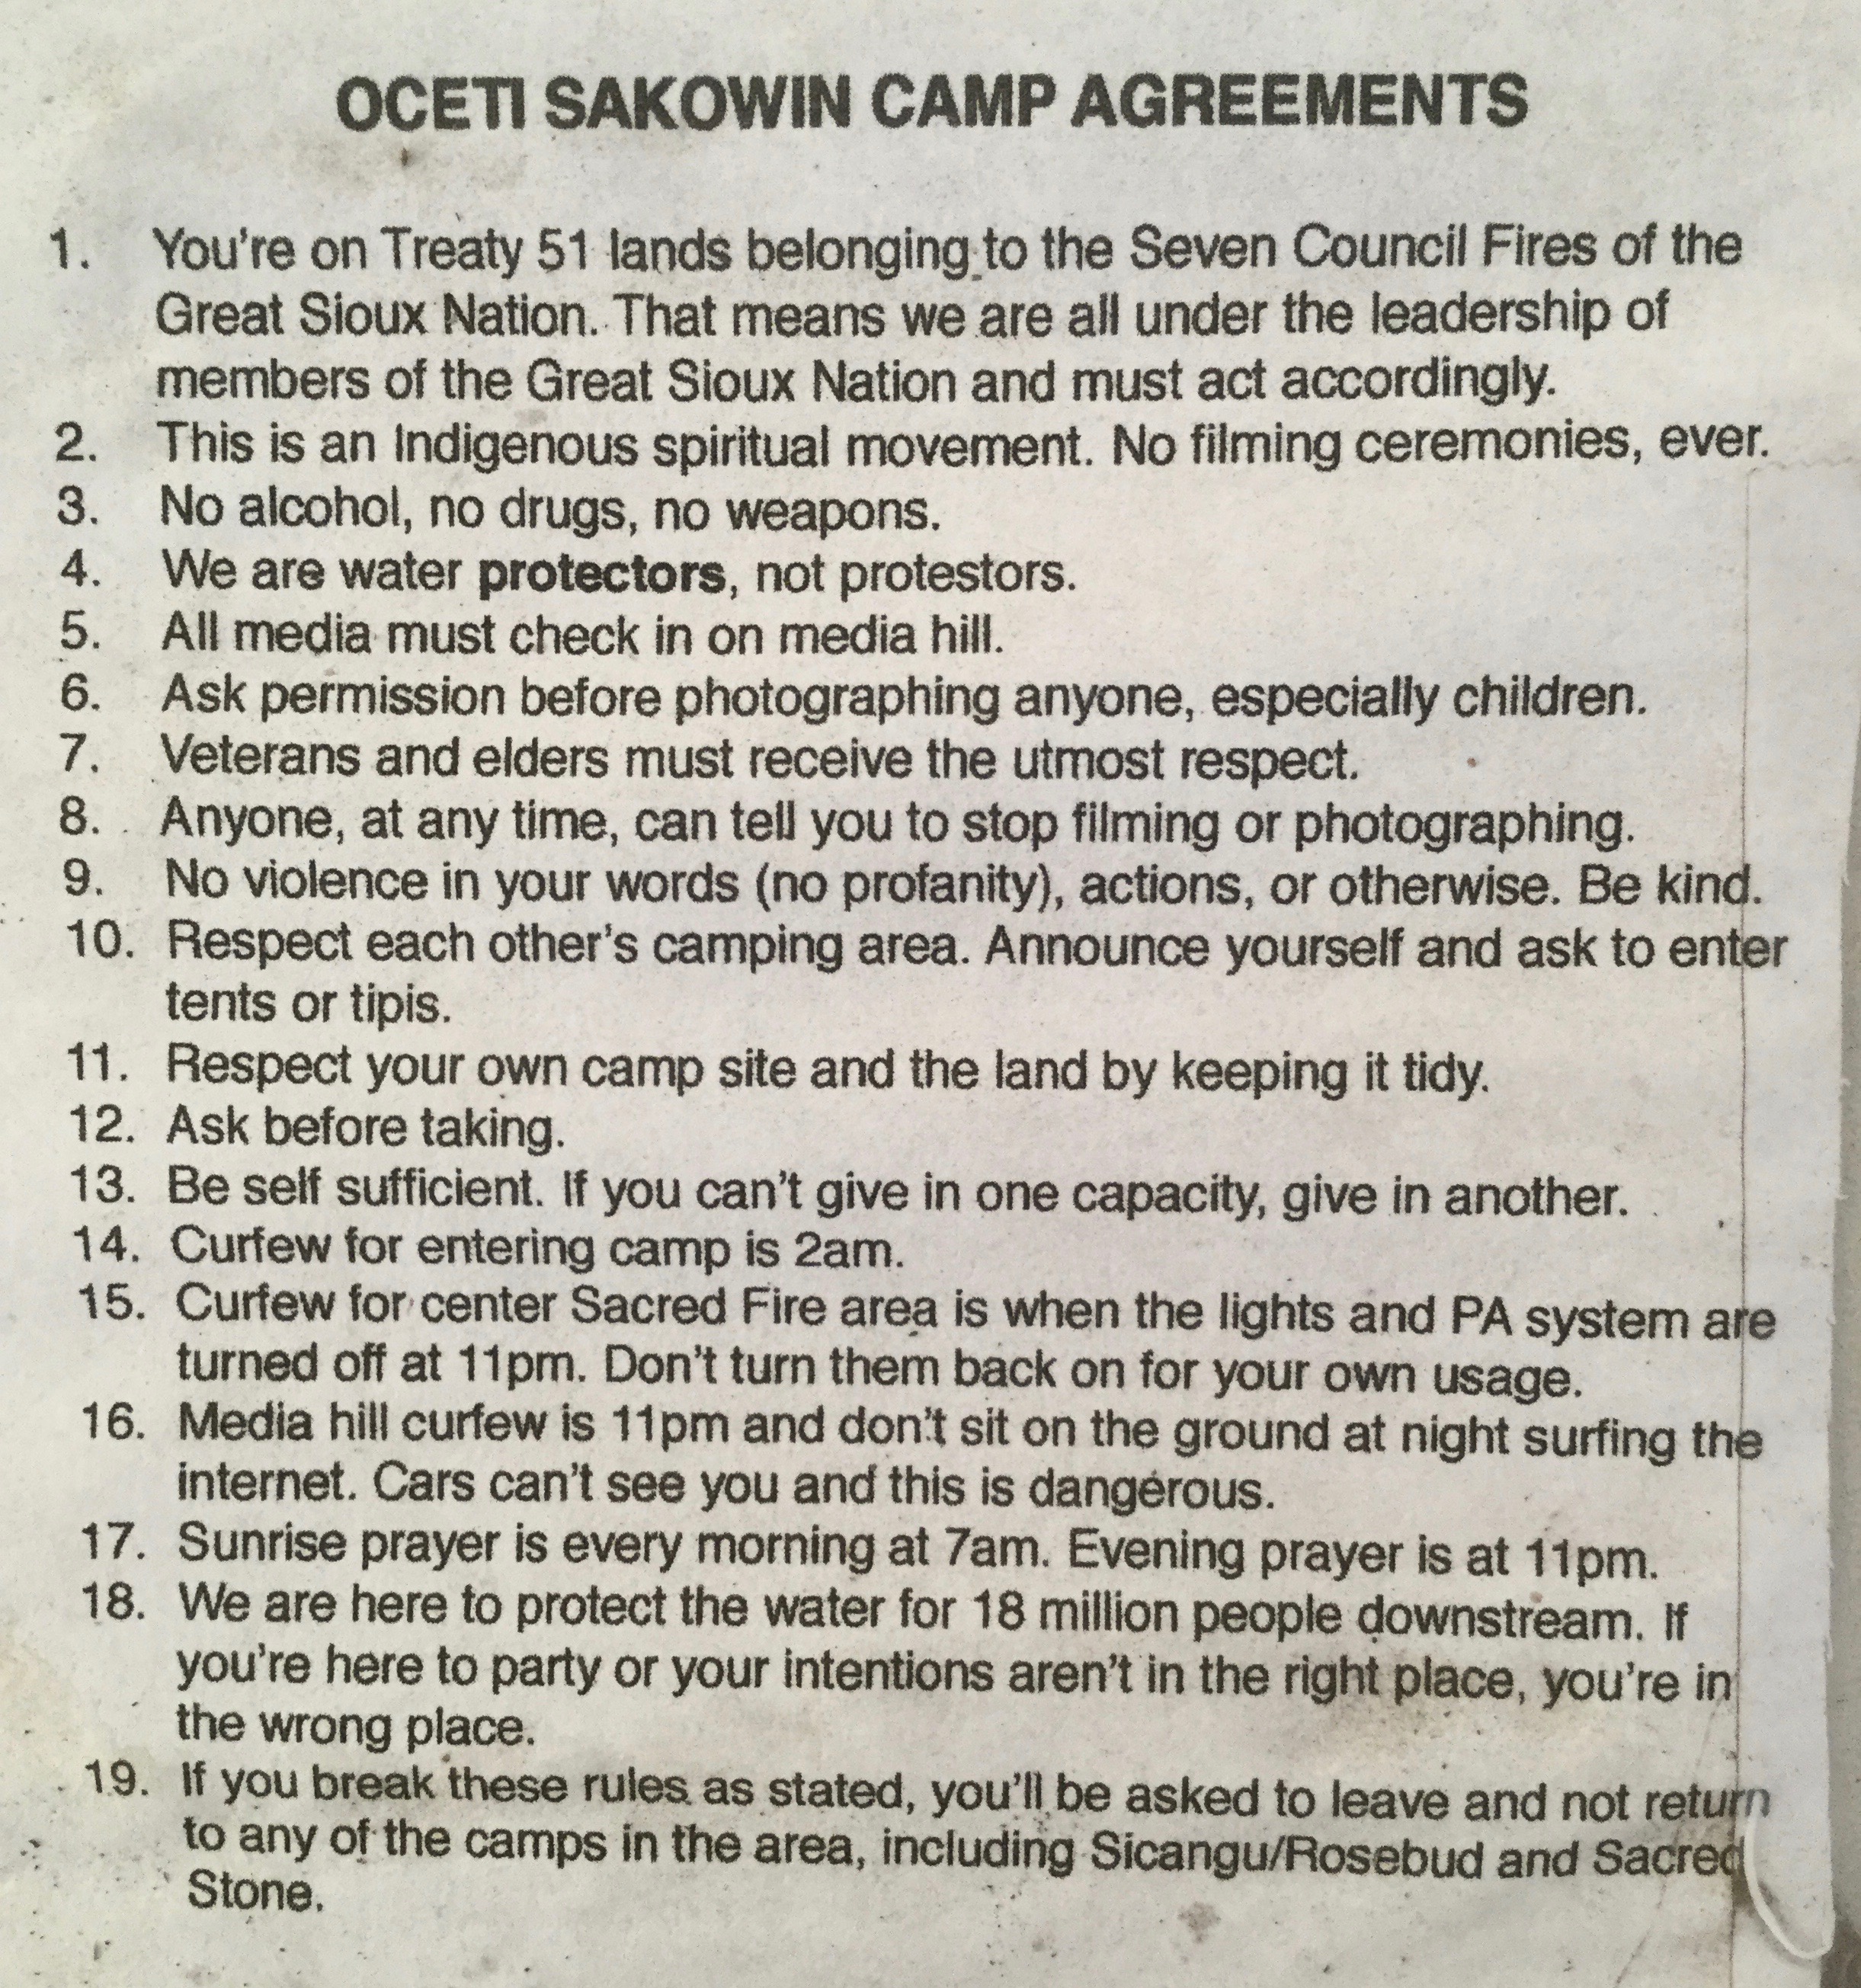 OCETI SAKOWIN CAMP AGREEMENTS
1. You're on Treaty 51 lands belonging to the Seven Council Fires of the
Great Sioux Nation. That means we are all under the leadership of
members of the Great Sioux Nation and must act accordingly.
2. This is an Indigenous spiritual movement. No filming ceremonies, ever.
3. No alcohol, no drugs, no weapons.
4. We are water protectors, not protestors.
5. All media must check in on media hill.
6. Ask permission before photographing anyone, especially children.
7. Veterans and elders must receive the utmost respect.
8. Anyone, at any time, can tell you to stop filming or photographing.
9. No violence in your words (no profanity), actions, or otherwise. Be kind.
10. Respect each other's camping area. Announce yourself and ask to enter
tents or tipis.
11. Respect your own camp site and the land by keeping it tidy.
12. Ask before taking.
13. Be self sufficient. If you can't give in one capacity, give in another.
14. Curfew for entering camp is 2am.
15. Curfew for center Sacred Fire area is when the lights and PA system are
turned off at 11pm. Don't turn them back on for your own usage.
16. Media hill curfew is 11pm and don't sit on the ground at night surfing the
internet. Cars can't see you and this is dangerous.
17. Sunrise prayer is every morning at 7am. Evening prayer is at 11pm.
18. We are here to protect the water for 18 million people downstream. If
you're here to party or your intentions aren't in the right place, you're in
the wrong place.
19. If you break these rules as stated, you'll be asked to leave and not return
to any of the camps in the area, including Sicangu/Rosebud and Sacred
Stone.